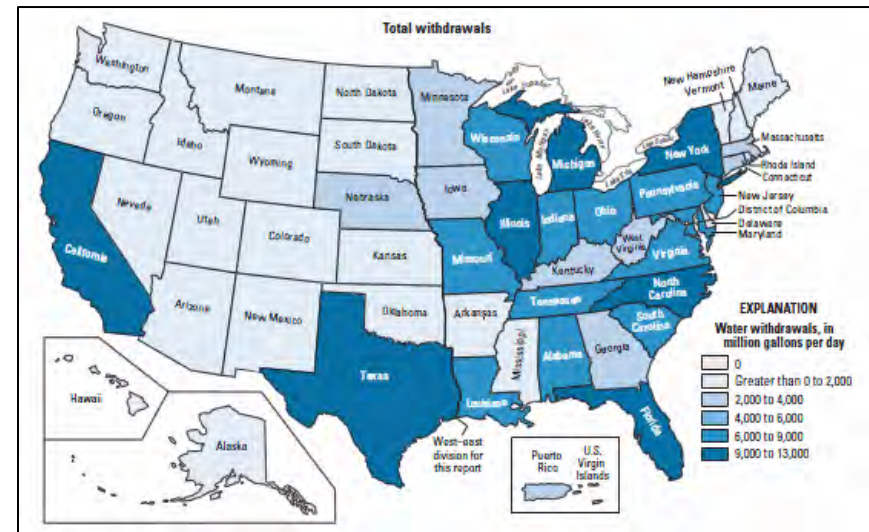 Total withdrawals
Washington
Oregon
Idaho
Montana
North Dakota
South Dakota
Wyoming
Minnesota
Nebraska
Iowa
Nevada
Utah
Colorado
Kansas
California
Arizona
New Mexico
Oklahoma
Texas
Arkansas
Missouri
Louisiana
Mississippi
Wisconsin
Lake Michigan
Michigan
Illinois
Indiana
Ohio
Kentucky
Tennessee
Alabama
Georgia
Florida
West
Virginia
Virginia
North
Carolina
South
Carolina
Pennsylvania
New York
New Hampshire
Vermont
Maine
Massachusetts
Rhode Island
Connecticut
New Jersey
District of Columbia
Delaware
Maryland
Hawaii
Alaska
West–east
division for
this report
Puerto
Rico
U.S.
Virgin
Islands
EXPLANATION
Water withdrawals, in
million gallons per day
0
Greater than 0 to 2,000
2,000 to 4,000
4,000 to 6,000
6,000 to 9,000
9,000 to 13,000